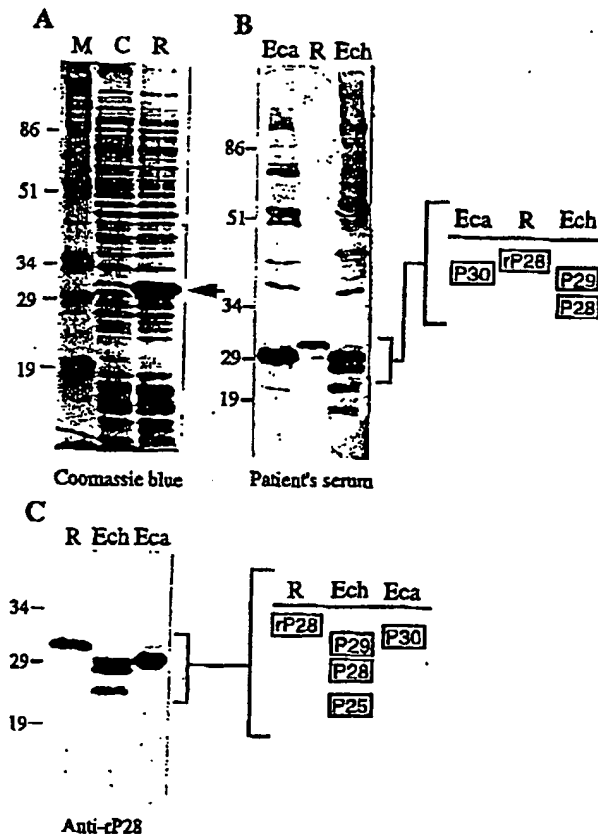 A
M C R
86
51
34
29
19
Coomassie blue
B
Eca R Ech
86
51
34
29
19
Patient's serum
Eca R Ech
P30 rP28 P29
P28
C
R Ech Eca
34
29
19
Anti-rP28
R Ech Eca
rP28 P29 P30
P28
P25